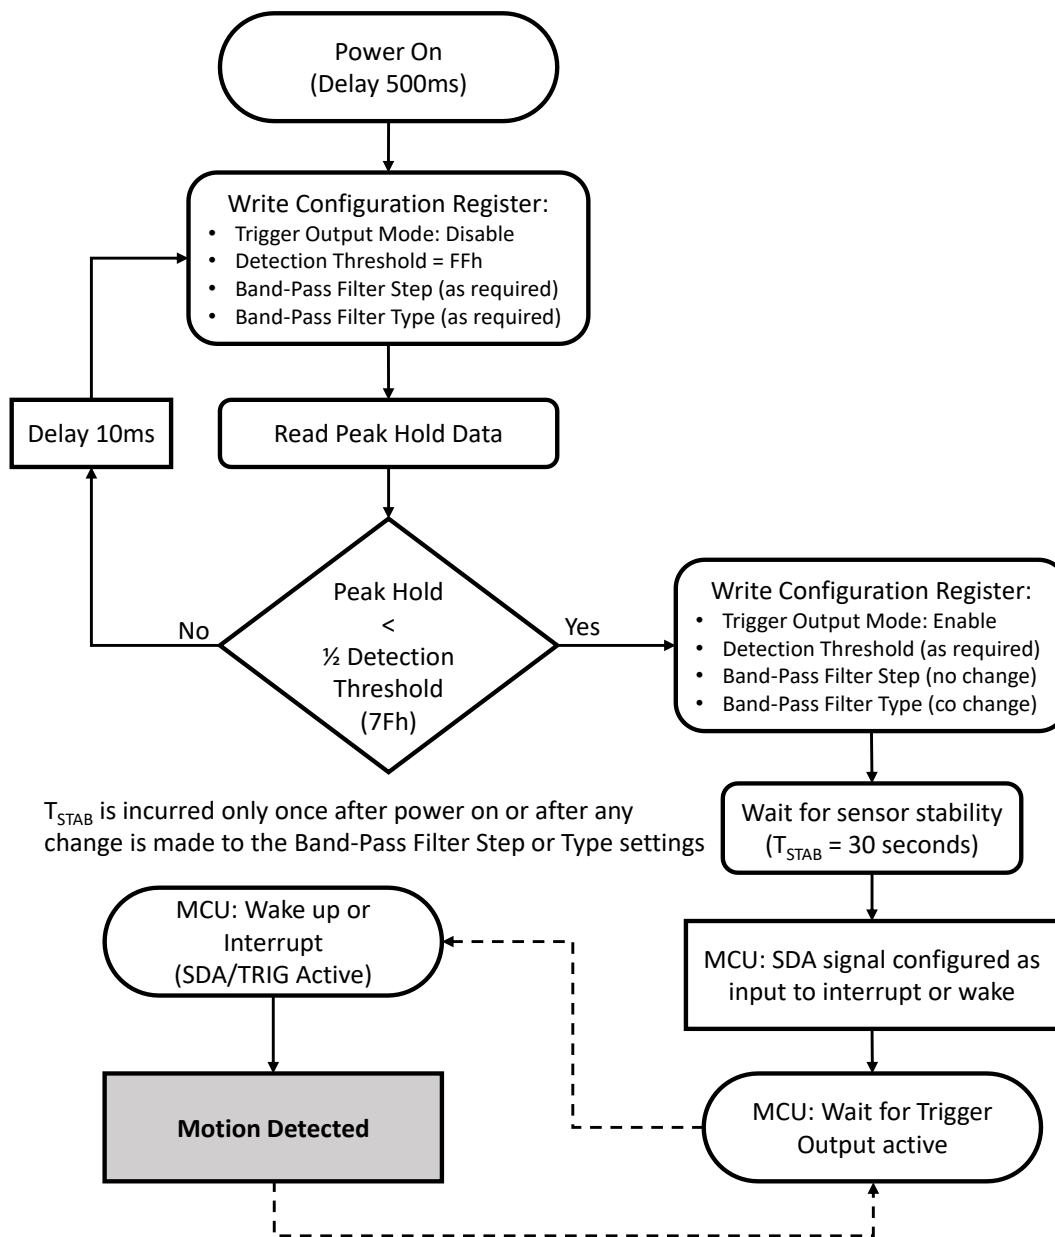 Power On
(Delay 500ms)
Write Configuration Register:
• Trigger Output Mode: Disable
• Detection Threshold = FFh
• Band-Pass Filter Step (as required)
• Band-Pass Filter Type (as required)
Delay 10ms
Read Peak Hold Data
Peak Hold
<
½ Detection
Threshold
(7Fh)
No
Yes
Write Configuration Register:
• Trigger Output Mode: Enable
• Detection Threshold (as required)
• Band-Pass Filter Step (no change)
• Band-Pass Filter Type (co change)
T_STAB is incurred only once after power on or after any
change is made to the Band-Pass Filter Step or Type settings
Wait for sensor stability
(T_STAB = 30 seconds)
MCU: Wake up or
Interrupt
(SDA/TRIG Active)
MCU: SDA signal configured as
input to interrupt or wake
Motion Detected
MCU: Wait for Trigger
Output active